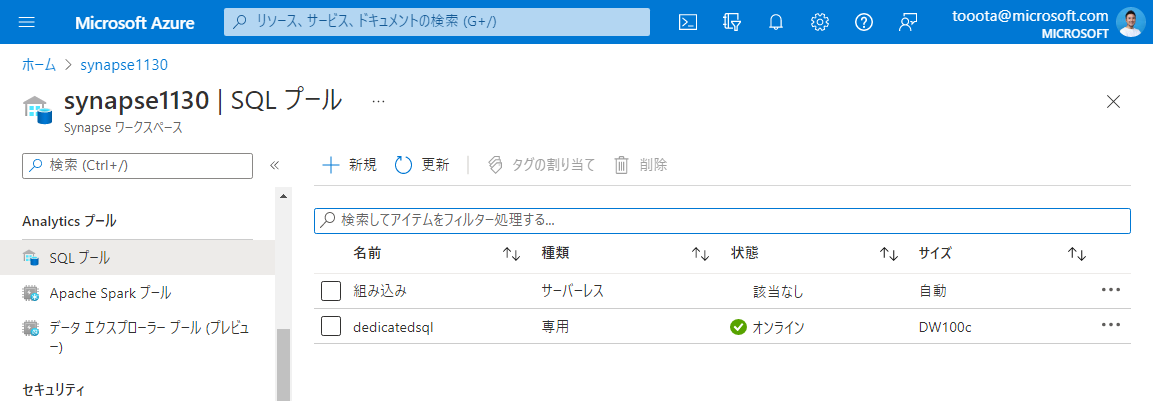 Microsoft Azure
リソース、サービス、ドキュメントの検索 (G+/)
tooota@microsoft.com
MICROSOFT
ホーム > synapse1130
synapse1130 | SQL プール ...
Synapse ワークスペース
検索 (Ctrl+/)
«
新規 更新 タグの割り当て 削除
Analytics プール
SQL プール
Apache Spark プール
データ エクスプローラー プール (プレビュー)
セキュリティ
検索してアイテムをフィルター処理する...
名前 種類 状態 サイズ
組み込み サーバーレス 該当なし 自動
dedicatedsql 専用 オンライン DW100c